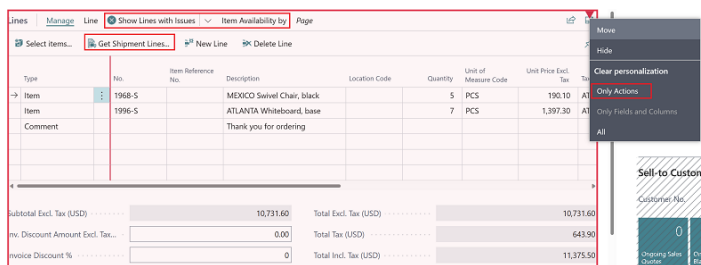 Lines Manage Line Show Lines with Issues Item Availability by Page
Move
Select items... Get Shipment Lines... New Line Delete Line
Hide
Clear personalization
Only Actions
Only Fields and Columns
All
Type No. Item Reference No. Description Location Code Quantity Unit of Measure Code Unit Price Excl. Tax
Item 1968-S MEXICO Swivel Chair, black 5 PCS 190.10
Item 1996-S ATLANTA Whiteboard, base 7 PCS 1,397.30
Comment Thank you for ordering
Sell-to Custom
Customer No.
Subtotal Excl. Tax (USD) 10,731.60 Total Excl. Tax (USD) 10,731.60
Inv. Discount Amount Excl. Tax... 0.00 Total Tax (USD) 643.90
Invoice Discount % 0 Total Incl. Tax (USD) 11,375.50
0
Ongoing Sales
Quotes